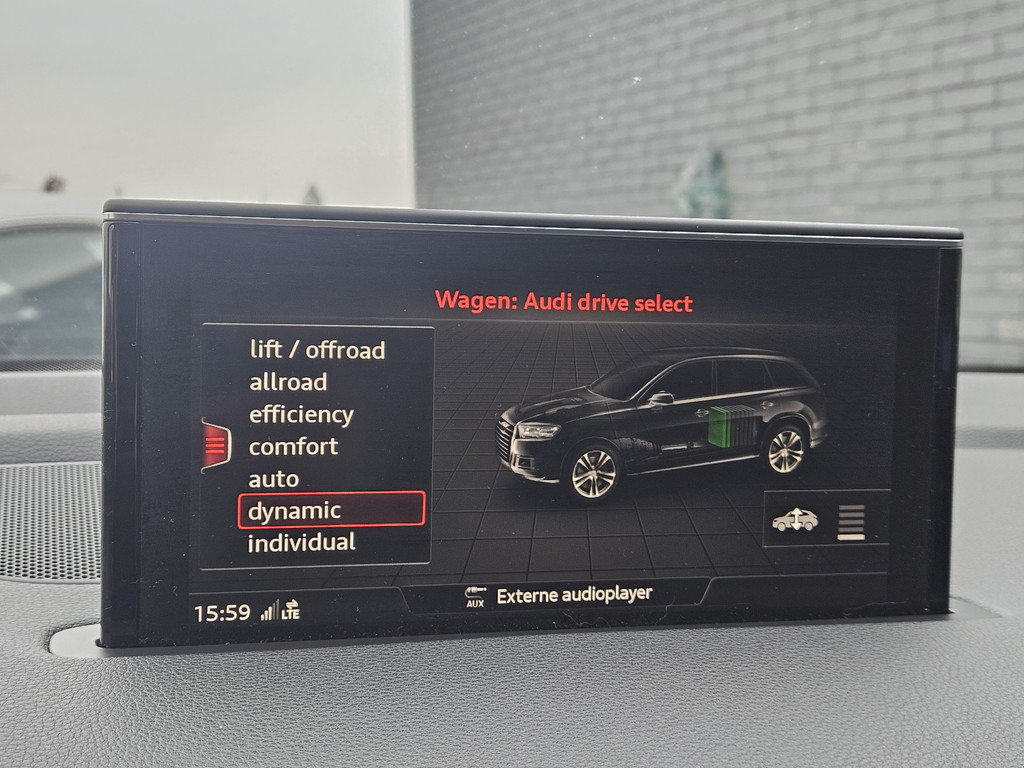 Wagen: Audi drive select
lift / offroad
allroad
efficiency
comfort
auto
dynamic
individual
AUX Externe audioplayer
15:59 LTE